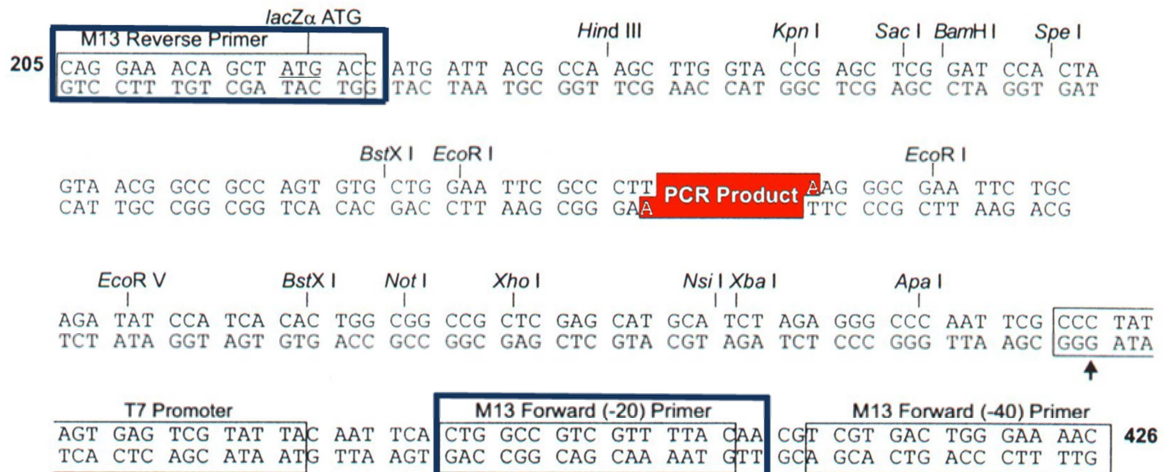 lacZα ATG
M13 Reverse Primer Hind III Kpn I Sac I BamH I Spe I
205 CAG GAA ACA GCT ATG ACC ATG ATT ACG CCA AGC TTG GTA CCG AGC TCG GAT CCA CTA
GTC CTT TGT CGA TAC TGG TAC TAA TGC GGT TCG AAC CAT GGC TCG AGC CTA GGT GAT
BstX I EcoR I EcoR I
GTA ACG GCC GCC AGT GTG CTG GAA TTC GCC CTT PCR Product AAG GGC GAA TTC TGC
CAT TGC CGG CGG TCA CAC GAC CTT AAG CGG GAA TTC CCG CTT AAG ACG
EcoR V BstX I Not I Xho I Nsi I Xba I Apa I
AGA TAT CCA TCA CAC TGG CGG CCG CTC GAG CAT GCA TCT AGA GGG CCC AAT TCG CCC TAT
TCT ATA GGT AGT GTG ACC GCC GGC GAG CTC GTA CGT AGA TCT CCC GGG TTA AGC GGG ATA
T7 Promoter M13 Forward (-20) Primer M13 Forward (-40) Primer
AGT GAG TCG TAT TAC AAT TCA CTG GCC GTC GTT TTA CAA CGT CGT GAC TGG GAA AAC 426
TCA CTC AGC ATA ATG TTA AGT GAC CGG CAG CAA AAT GTT GCA GCA CTG ACC CTT TTG